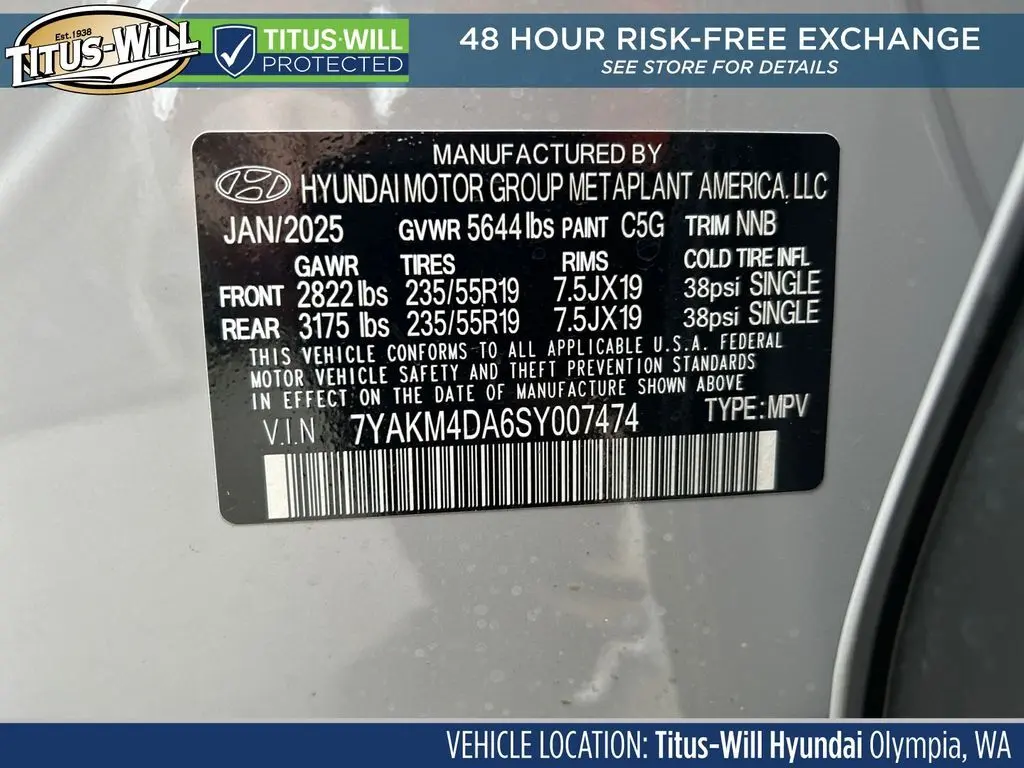 Est. 1938
TITUS-WILL
TITUS-WILL
PROTECTED
48 HOUR RISK-FREE EXCHANGE
SEE STORE FOR DETAILS
MANUFACTURED BY
HYUNDAI MOTOR GROUP METAPLANT AMERICA, LLC
JAN/2025 GVWR 5644 lbs PAINT C5G TRIM NNB
GAWR TIRES RIMS COLD TIRE INFL
FRONT 2822 lbs 235/55R19 7.5JX19 38psi SINGLE
REAR 3175 lbs 235/55R19 7.5JX19 38psi SINGLE
THIS VEHICLE CONFORMS TO ALL APPLICABLE U.S.A. FEDERAL
MOTOR VEHICLE SAFETY AND THEFT PREVENTION STANDARDS
IN EFFECT ON THE DATE OF MANUFACTURE SHOWN ABOVE
V.I.N 7YAKM4DA6SY007474 TYPE: MPV
VEHICLE LOCATION: Titus-Will Hyundai Olympia, WA